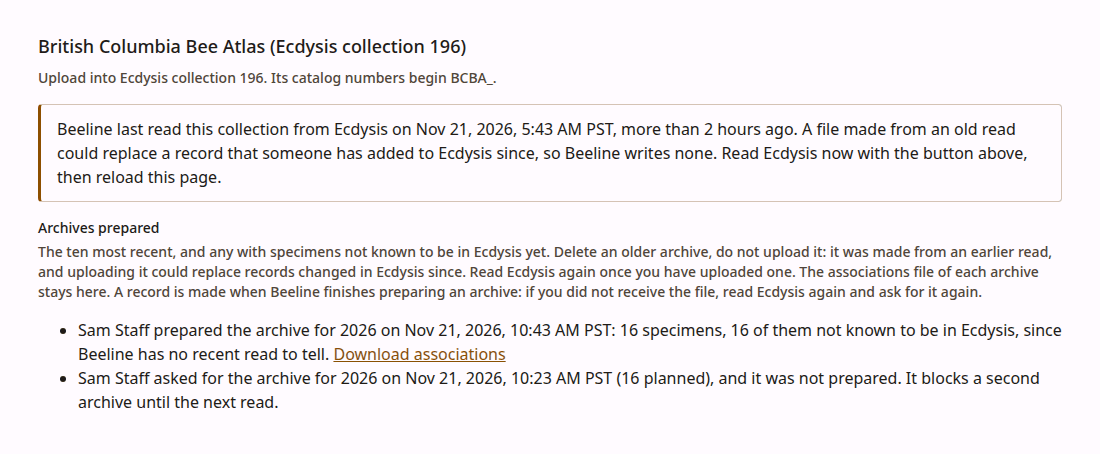 British Columbia Bee Atlas (Ecdysis collection 196)
Upload into Ecdysis collection 196. Its catalog numbers begin BCBA_.
Beeline last read this collection from Ecdysis on Nov 21, 2026, 5:43 AM PST, more than 2 hours ago. A file made from an old read
could replace a record that someone has added to Ecdysis since, so Beeline writes none. Read Ecdysis now with the button above,
then reload this page.
Archives prepared
The ten most recent, and any with specimens not known to be in Ecdysis yet. Delete an older archive, do not upload it: it was made from an earlier read,
and uploading it could replace records changed in Ecdysis since. Read Ecdysis again once you have uploaded one. The associations file of each archive
stays here. A record is made when Beeline finishes preparing an archive: if you did not receive the file, read Ecdysis again and ask for it again.
• Sam Staff prepared the archive for 2026 on Nov 21, 2026, 10:43 AM PST: 16 specimens, 16 of them not known to be in Ecdysis, since
Beeline has no recent read to tell. Download associations
• Sam Staff asked for the archive for 2026 on Nov 21, 2026, 10:23 AM PST (16 planned), and it was not prepared. It blocks a second
archive until the next read.